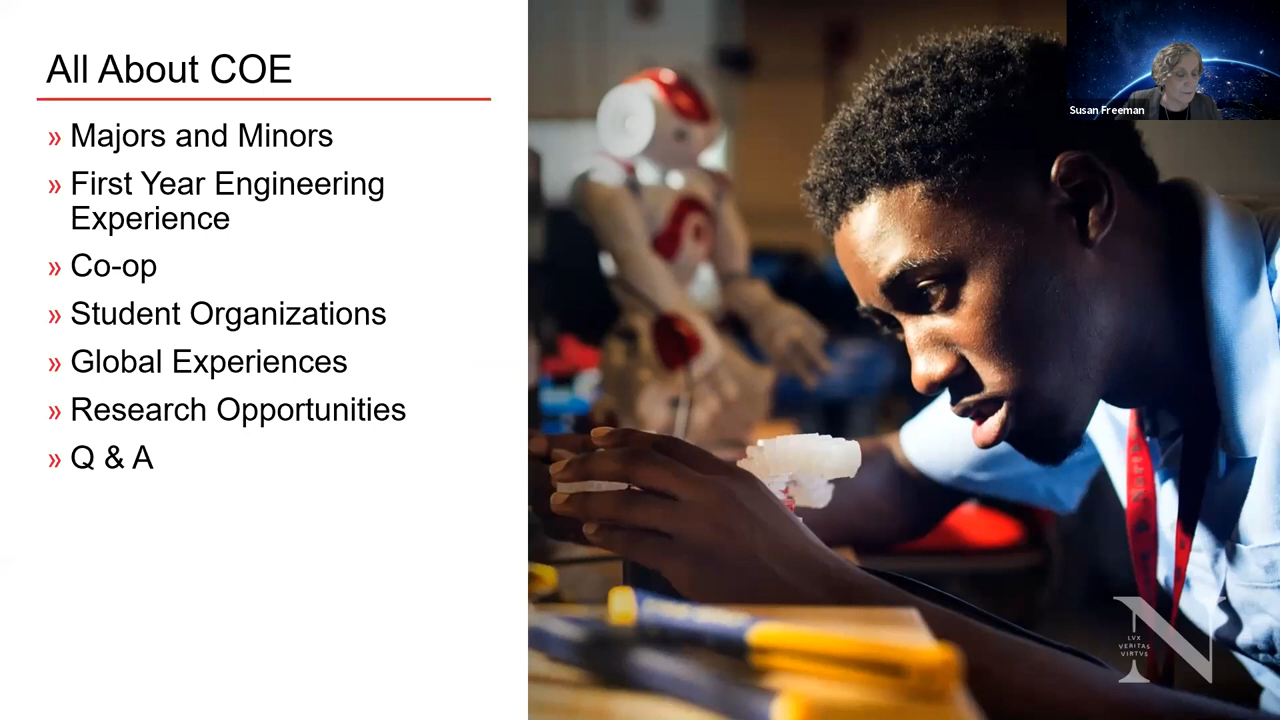 All About COE
» Majors and Minors
» First Year Engineering
Experience
» Co-op
» Student Organizations
» Global Experiences
» Research Opportunities
» Q & A
Susan Freeman
N
LVX
VERITAS
VIRTVS